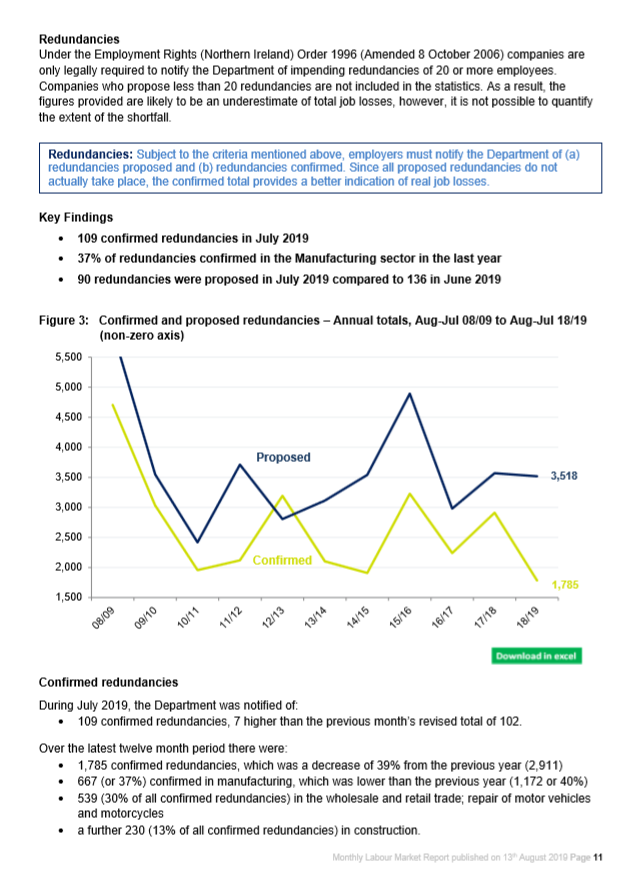 Redundancies
Under the Employment Rights (Northern Ireland) Order 1996 (Amended 8 October 2006) companies are
only legally required to notify the Department of impending redundancies of 20 or more employees.
Companies who propose less than 20 redundancies are not included in the statistics. As a result, the
figures provided are likely to be an underestimate of total job losses, however, it is not possible to quantify
the extent of the shortfall.
Redundancies: Subject to the criteria mentioned above, employers must notify the Department of (a)
redundancies proposed and (b) redundancies confirmed. Since all proposed redundancies do not
actually take place, the confirmed total provides a better indication of real job losses.
Key Findings
• 109 confirmed redundancies in July 2019
• 37% of redundancies confirmed in the Manufacturing sector in the last year
• 90 redundancies were proposed in July 2019 compared to 136 in June 2019
Figure 3: Confirmed and proposed redundancies – Annual totals, Aug-Jul 08/09 to Aug-Jul 18/19
(non-zero axis)
5,500
5,000
4,500
4,000
Proposed
3,500
3,518
3,000
2,500
2,000
Confirmed
1,785
1,500
08/09 09/10 10/11 11/12 12/13 13/14 14/15 15/16 16/17 17/18 18/19
Download in excel
Confirmed redundancies
During July 2019, the Department was notified of:
• 109 confirmed redundancies, 7 higher than the previous month's revised total of 102.
Over the latest twelve month period there were:
• 1,785 confirmed redundancies, which was a decrease of 39% from the previous year (2,911)
• 667 (or 37%) confirmed in manufacturing, which was lower than the previous year (1,172 or 40%)
• 539 (30% of all confirmed redundancies) in the wholesale and retail trade; repair of motor vehicles
and motorcycles
• a further 230 (13% of all confirmed redundancies) in construction.
Monthly Labour Market Report published on 13th August 2019 Page 11